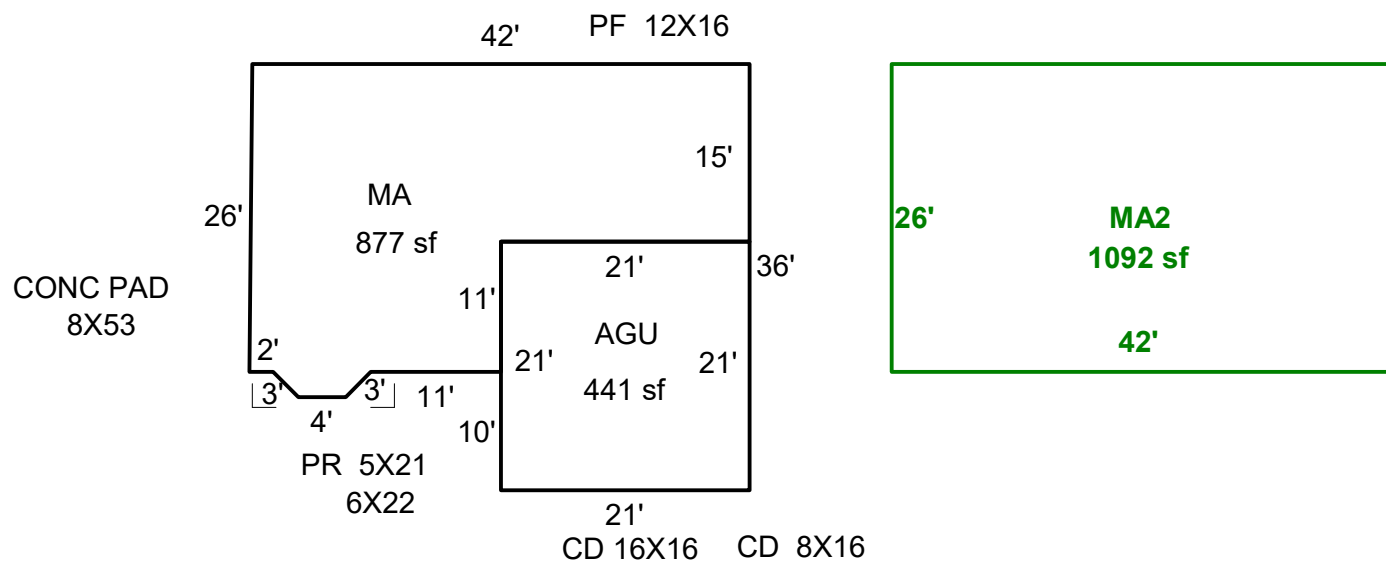 PF 12X16
42'
15'
MA
877 sf
26'
21'
36'
11'
CONC PAD
8X53
AGU
441 sf
21'
21'
2'
3'
3'
4'
11'
10'
PR 5X21
6X22
21'
CD 16X16 CD 8X16
26'
MA2
1092 sf
42'